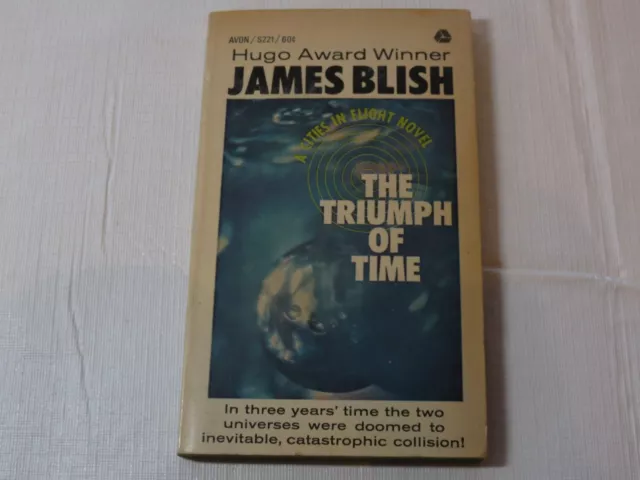 AVON/S221/60¢
Hugo Award Winner
JAMES BLISH
A CITIES IN FLIGHT NOVEL
THE
TRIUMPH
OF
TIME
In three years' time the two
universes were doomed to
inevitable, catastrophic collision!